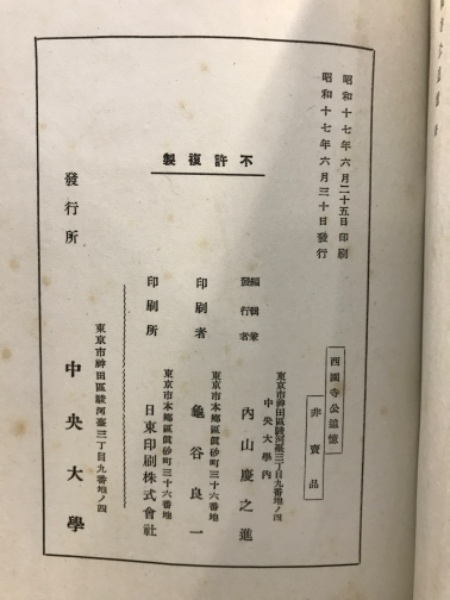 昭和十七年六月二十五日印刷
昭和十七年六月三十日發行
西園寺公追憶
非賣品
不許複製
編輯兼
發行者
東京市神田區駿河臺三丁目九番地ノ四
中央大學內
內山慶之進
印刷者
東京市本鄕區眞砂町三十六番地
龜谷良一
印刷所
東京市本鄕區眞砂町三十六番地
日東印刷株式會社
發行所
東京市神田區駿河臺三丁目九番地ノ四
中央大學